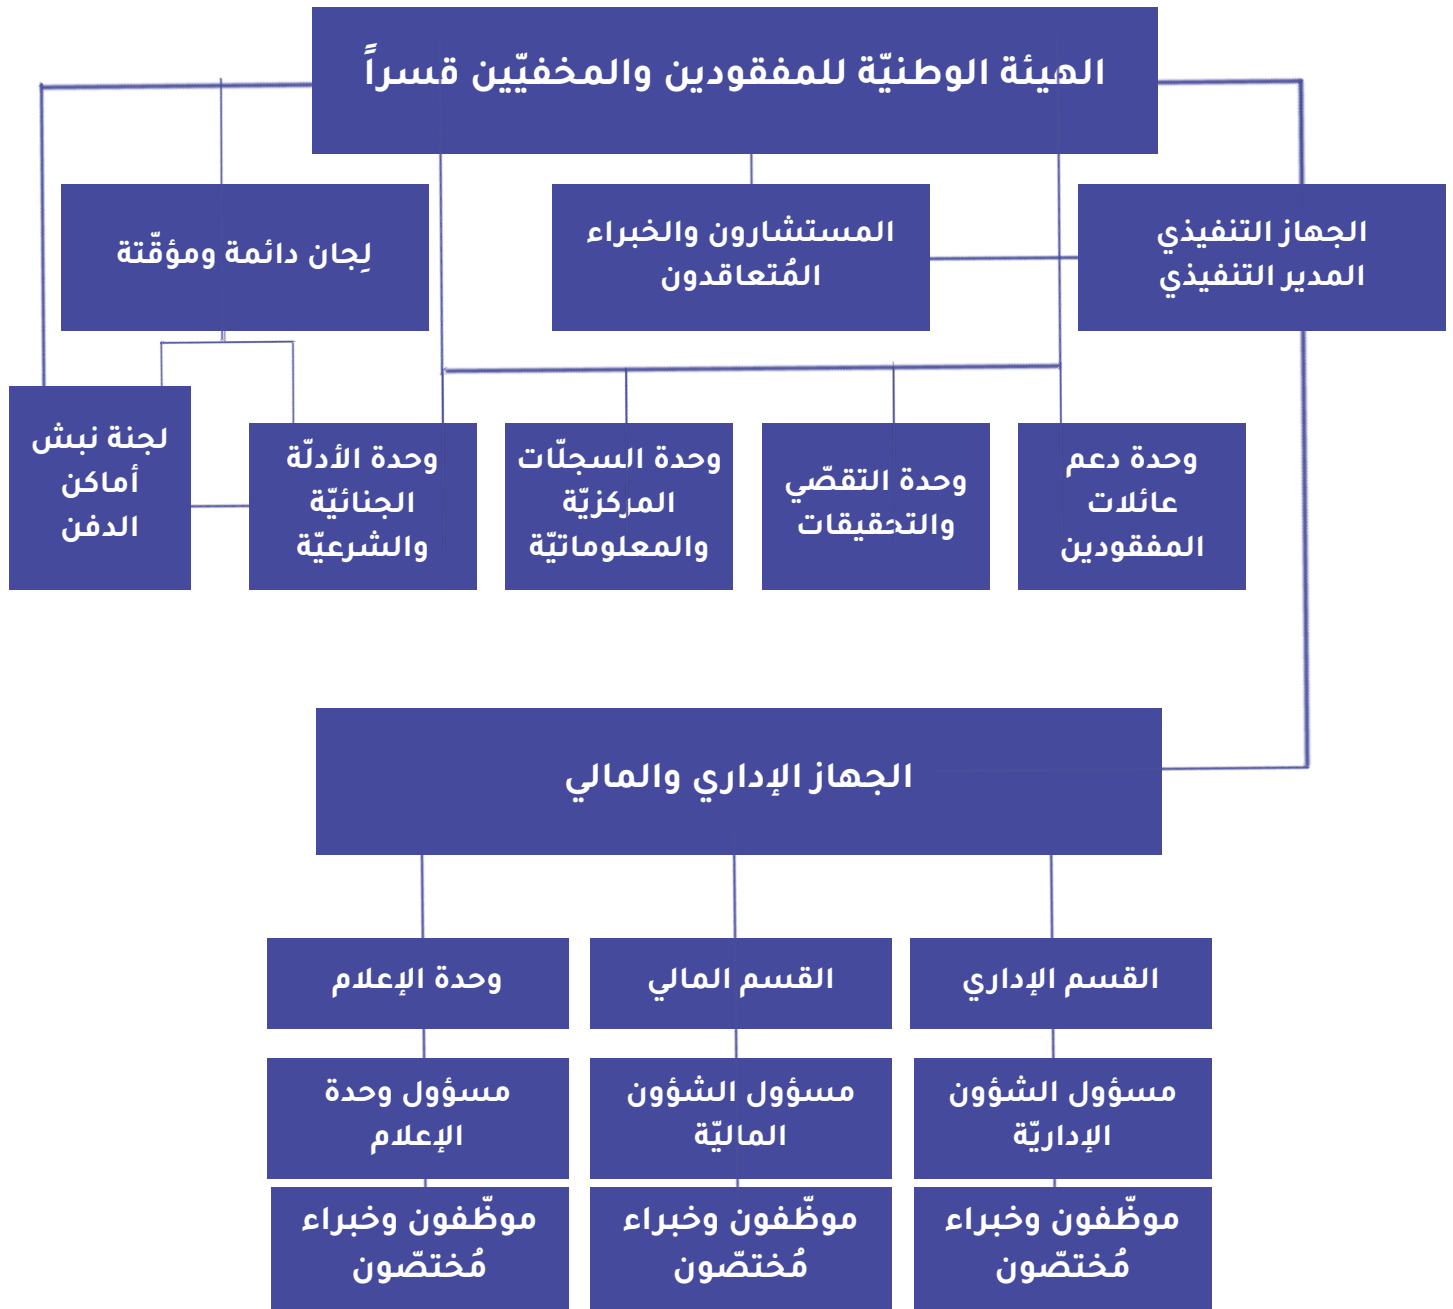 الهيئة الوطنيّة للمفقودين والمخفيّين قسراً
الجهاز التنفيذي
المدير التنفيذي
المستشارون والخبراء
المُتعاقدون
لِجان دائمة ومؤقّتة
وحدة دعم
عائلات
المفقودين
وحدة التقصّي
والتحقيقات
وحدة السجلّات
المركزيّة
والمعلوماتيّة
وحدة الأدلّة
الجنائيّة
والشرعيّة
لجنة نبش
أماكن
الدفن
الجهاز الإداري والمالي
القسم الإداري
القسم المالي
وحدة الإعلام
مسؤول الشؤون
الإداريّة
مسؤول الشؤون
الماليّة
مسؤول وحدة
الإعلام
موظّفون وخبراء
مُختصّون
موظّفون وخبراء
مُختصّون
موظّفون وخبراء
مُختصّون